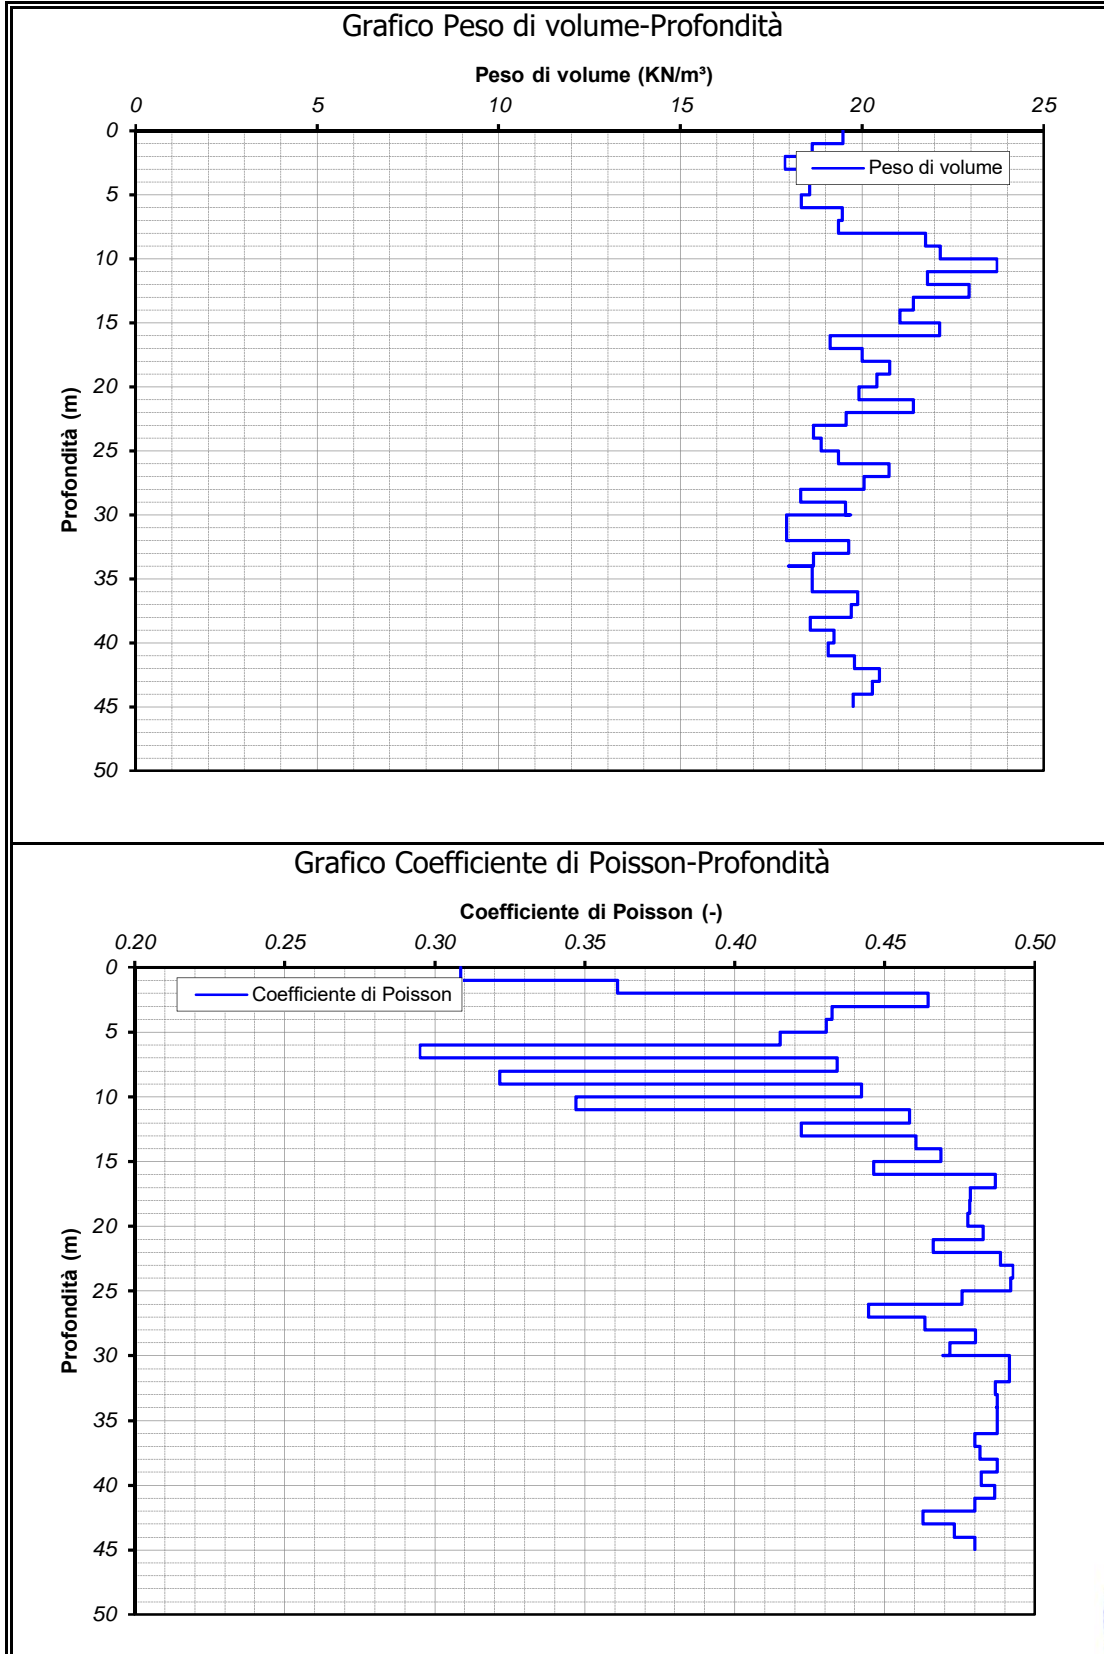 Grafico Peso di volume-Profondità
Peso di volume (KN/m³)
0 5 10 15 20 25
0
Peso di volume
5
10
15
20
25
30
35
40
45
50
Profondità (m)
Grafico Coefficiente di Poisson-Profondità
Coefficiente di Poisson (-)
0.20 0.25 0.30 0.35 0.40 0.45 0.50
0
Coefficiente di Poisson
5
10
15
20
25
30
35
40
45
50
Profondità (m)